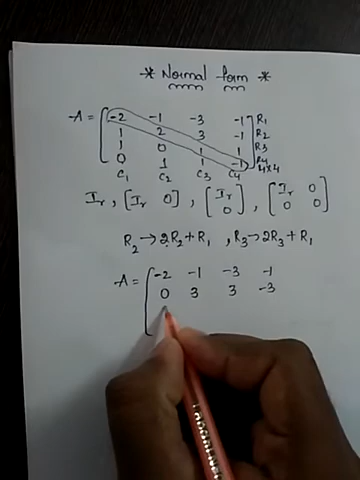 * Normal form *
A = [ -2 -1 -3 -1 ] R1
1 2 3 -1 R2
1 0 1 1 R3
0 1 1 -1 R4 4×4
C1 C2 C3 C4
Ir , [Ir 0] , [Ir 0] , [Ir 0 0 0]
R2 → 2R2 + R1 , R3 → 2R3 + R1
A = [ -2 -1 -3 -1
0 3 3 -3